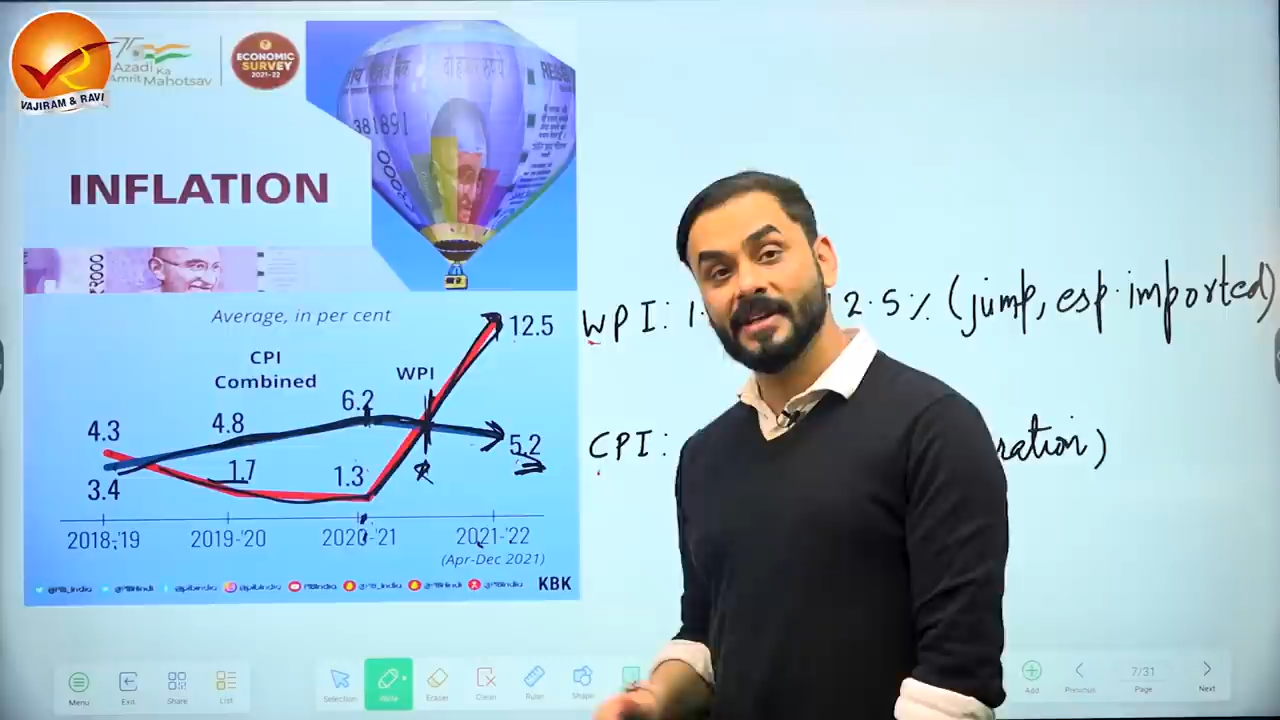 Azadi Ka
Amrit Mahotsav
ECONOMIC
SURVEY
2021-22
VAJIRAM & RAVI
381891
INFLATION
Average, in per cent
CPI
Combined
WPI
12.5
6.2
4.8
4.3
5.2
1.7
1.3
3.4
2018-19 2019-20 2020-21 2021-22
(Apr-Dec 2021)
KBK
WPI: 1. 2.5% (jump, esp. imported)
CPI: ration)
Menu Exit Share List Selection Write Eraser Clean Ruler Shape Add Previous 7/31 Page Next